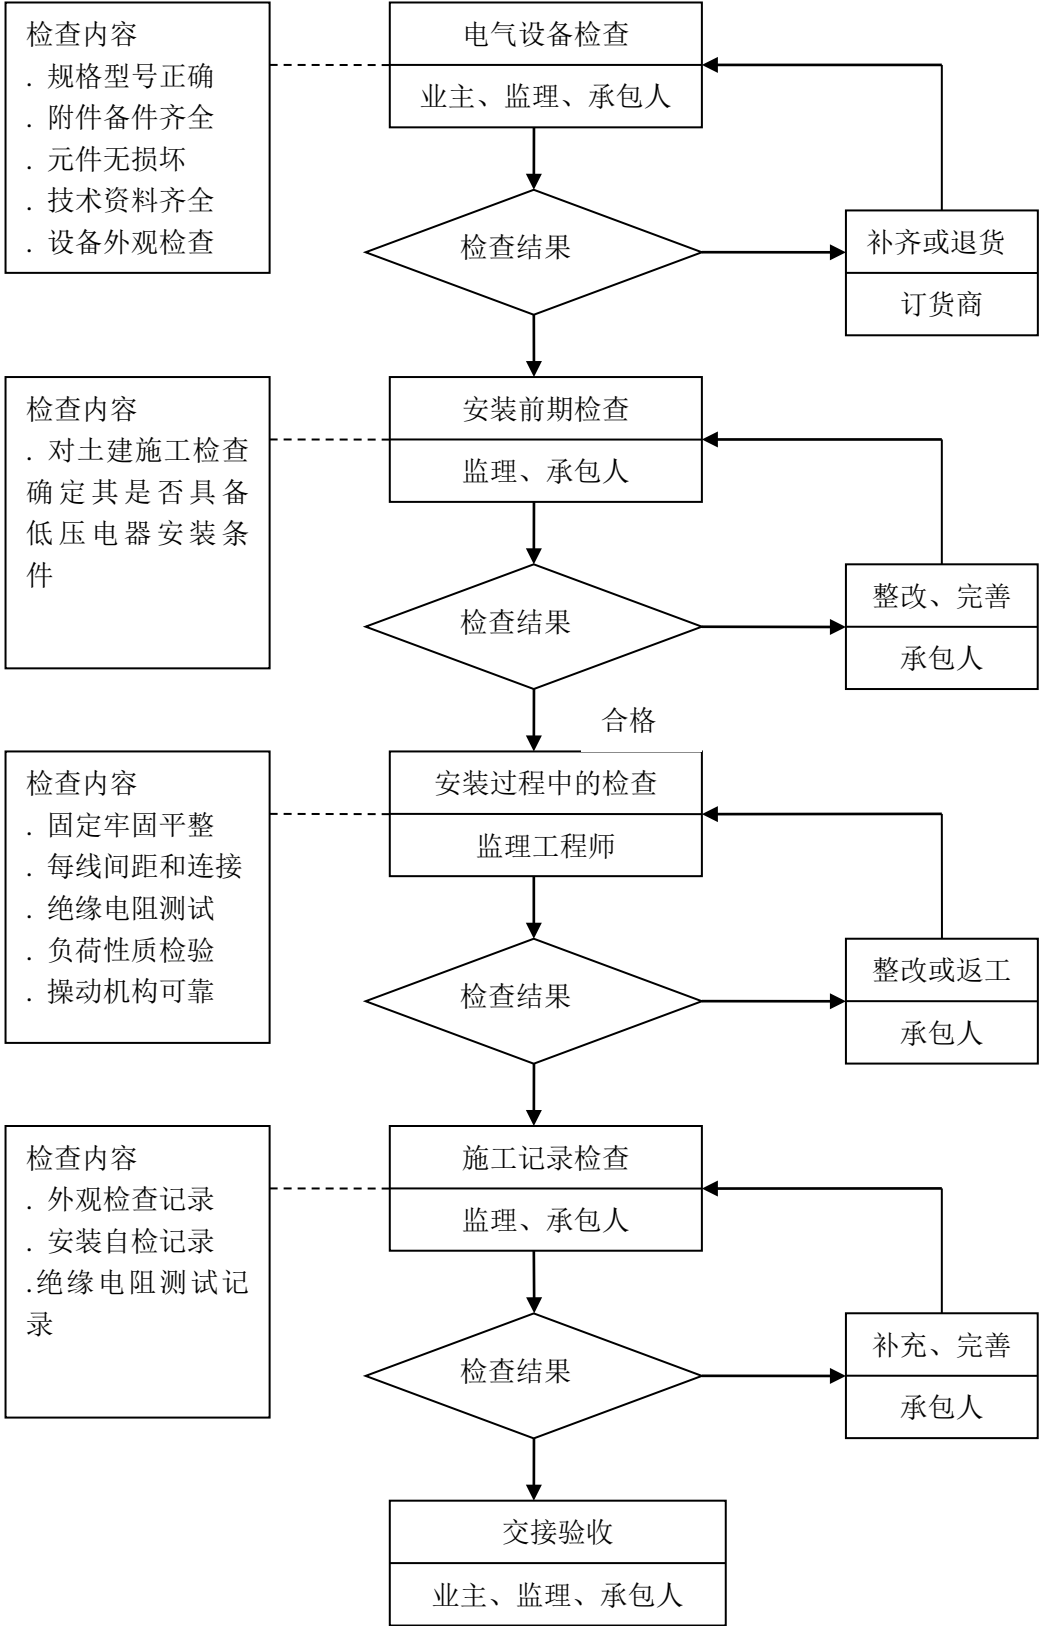 检查内容
. 规格型号正确
. 附件备件齐全
. 元件无损坏
. 技术资料齐全
. 设备外观检查
电气设备检查
业主、监理、承包人
检查结果
补齐或退货
订货商
检查内容
. 对土建施工检查
确定其是否具备
低压电器安装条
件
安装前期检查
监理、承包人
检查结果
整改、完善
承包人
合格
检查内容
. 固定牢固平整
. 每线间距和连接
. 绝缘电阻测试
. 负荷性质检验
. 操动机构可靠
安装过程中的检查
监理工程师
检查结果
整改或返工
承包人
检查内容
. 外观检查记录
. 安装自检记录
.绝缘电阻测试记
录
施工记录检查
监理、承包人
检查结果
补充、完善
承包人
交接验收
业主、监理、承包人